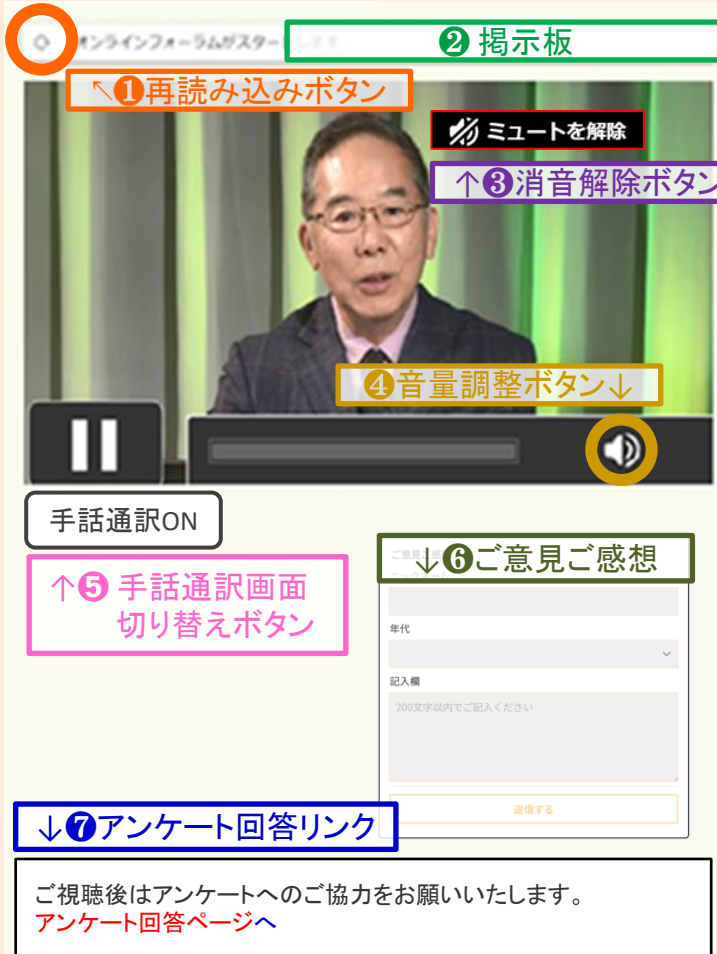 オンラインフォーラムがスタートします
❷ 掲示板
↖❶再読み込みボタン
ミュートを解除
↑❸消音解除ボタン
❹音量調整ボタン↓
手話通訳ON
↑❺ 手話通訳画面
切り替えボタン
↓❻ご意見ご感想
年代
記入欄
200文字以内でご記入ください
送信する
↓❼アンケート回答リンク
ご視聴後はアンケートへのご協力をお願いいたします。
アンケート回答ページへ